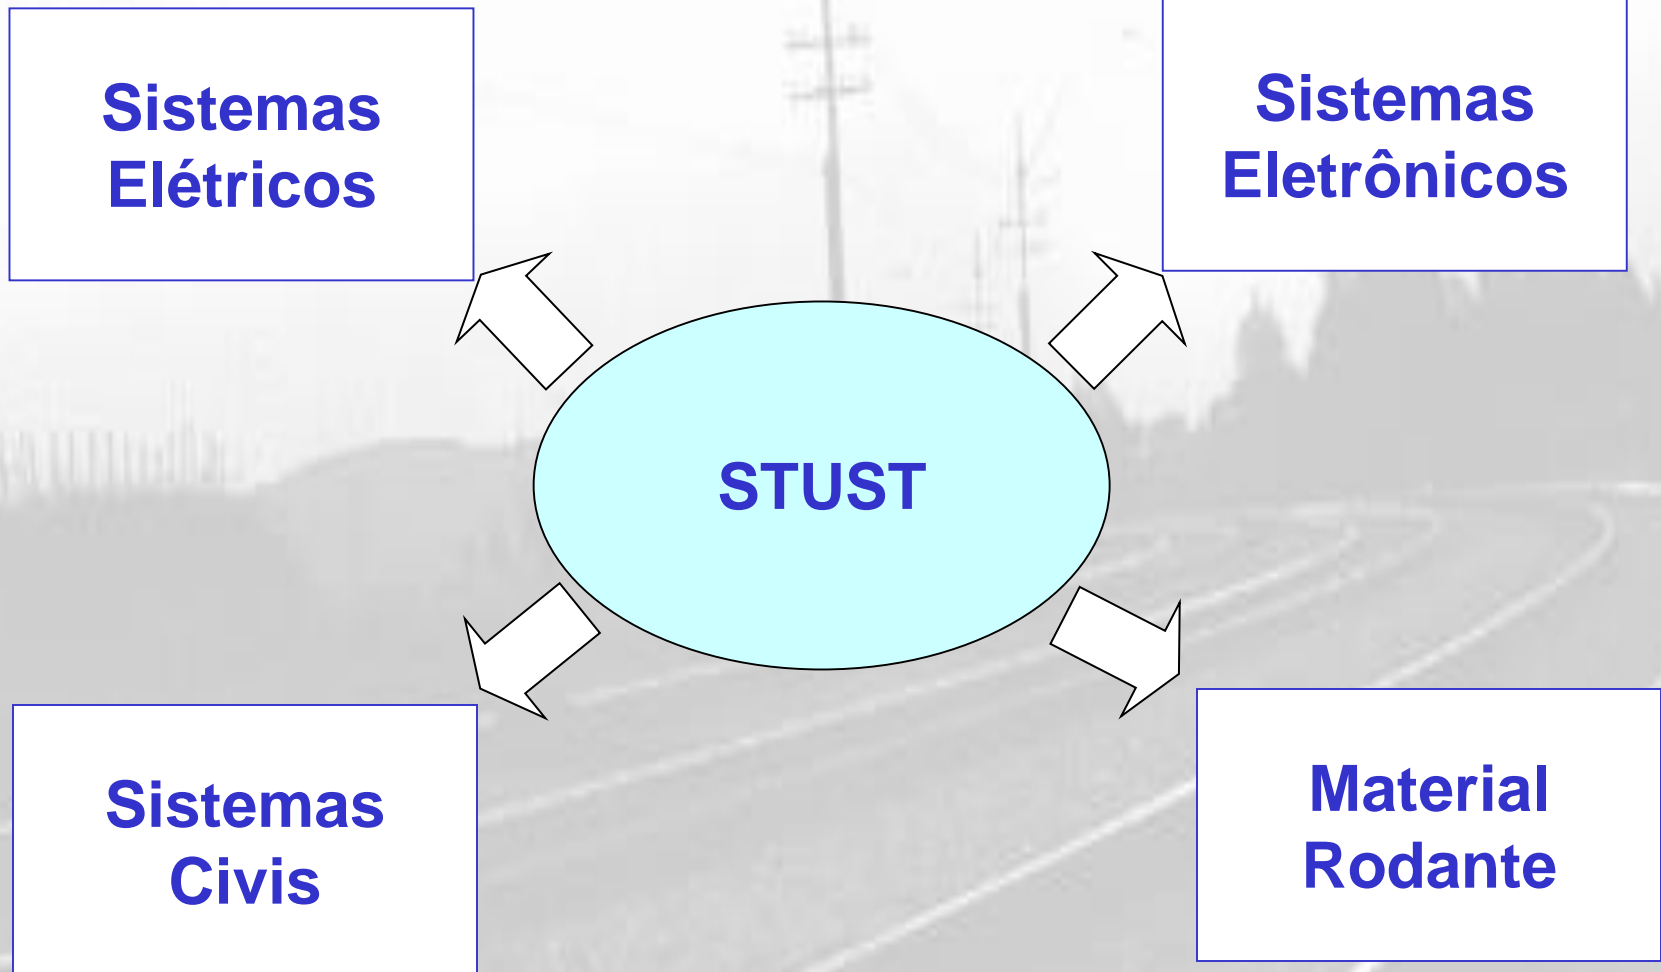 Sistemas
Elétricos
Sistemas
Eletrônicos
STUST
Sistemas
Civis
Material
Rodante